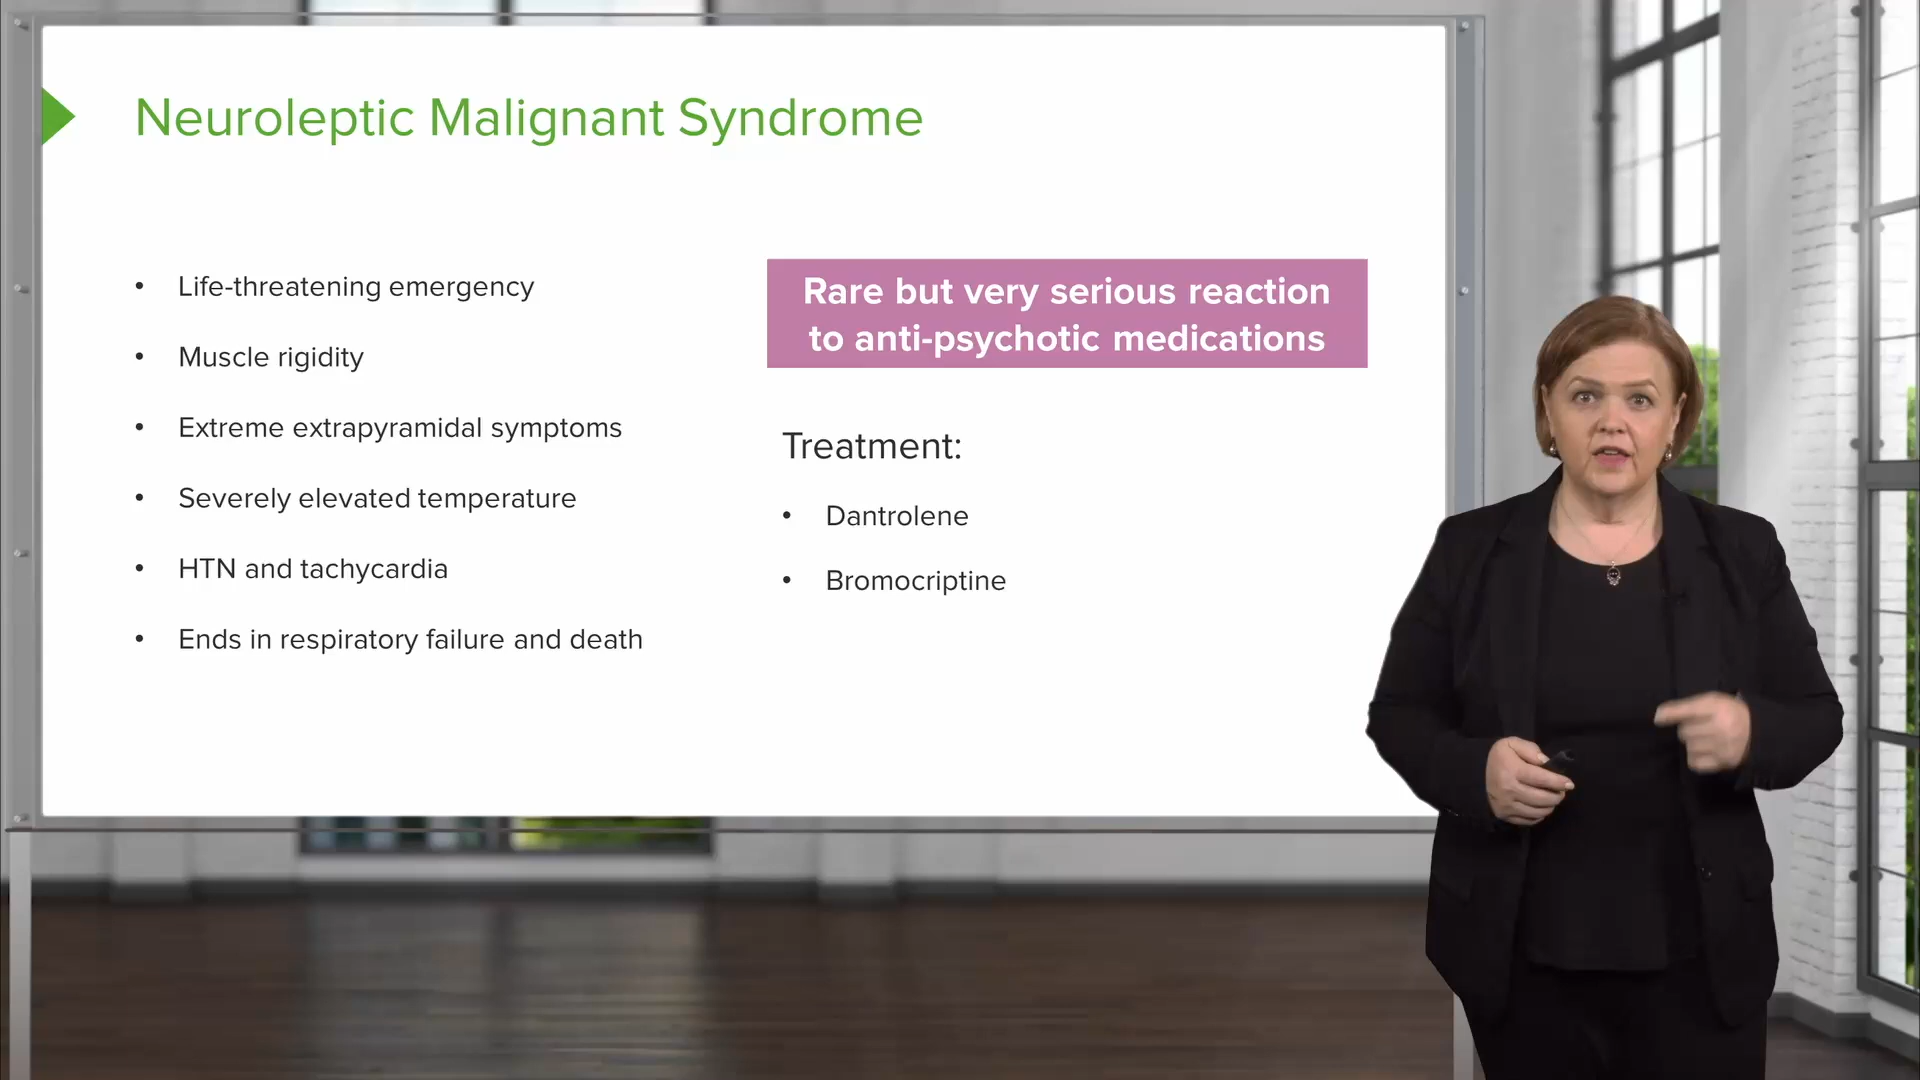 Neuroleptic Malignant Syndrome
• Life-threatening emergency
• Muscle rigidity
• Extreme extrapyramidal symptoms
• Severely elevated temperature
• HTN and tachycardia
• Ends in respiratory failure and death
Rare but very serious reaction
to anti-psychotic medications
Treatment:
• Dantrolene
• Bromocriptine